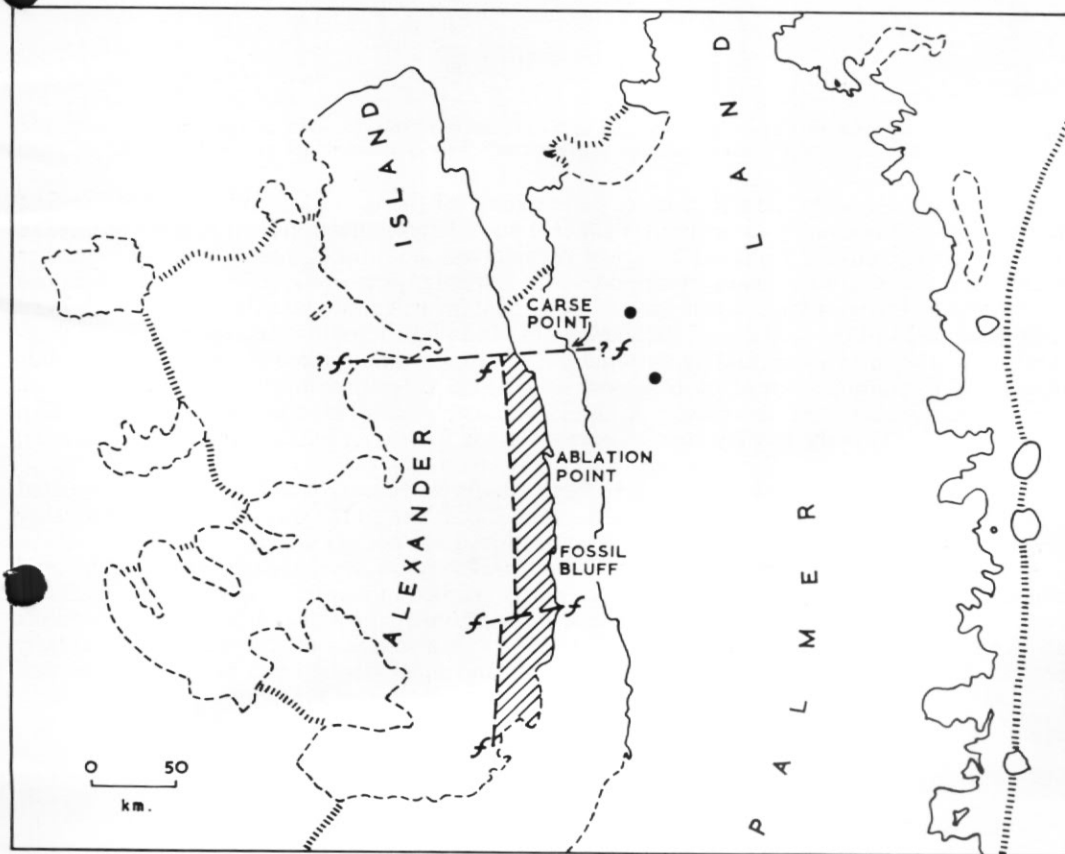 ALEXANDER ISLAND
PALMER LAND
CARSE
POINT
? f
f
? f
ABLATION
POINT
FOSSIL
BLUFF
f
f
f
0 50
km.